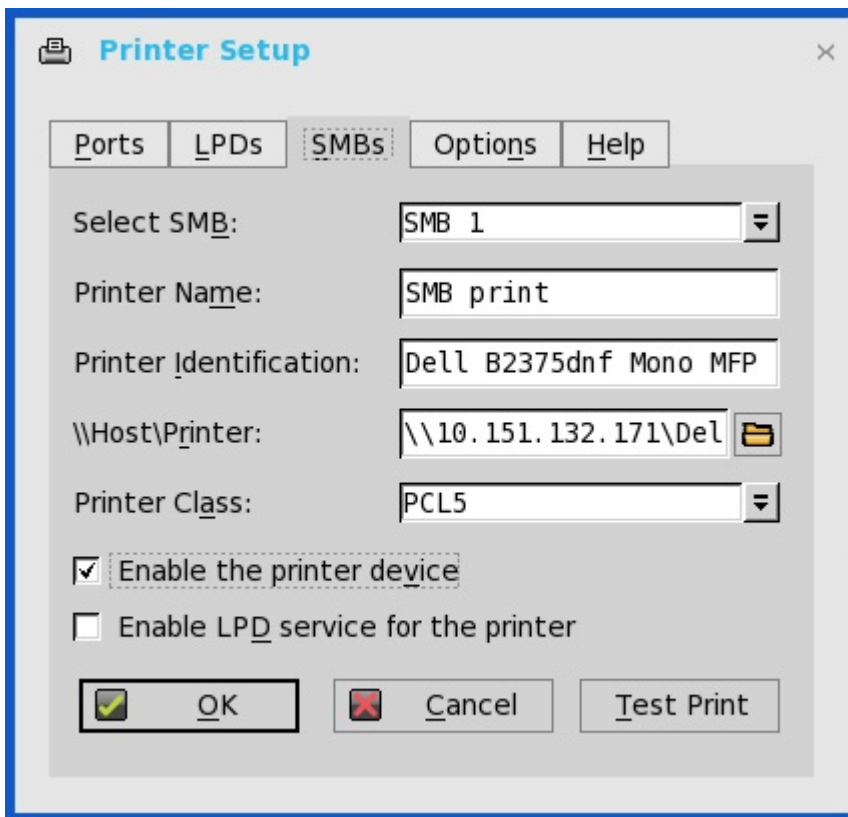 Printer Setup
Ports LPDs SMBs Options Help
Select SMB: SMB 1
Printer Name: SMB print
Printer Identification: Dell B2375dnf Mono MFP
\\Host\Printer: \\10.151.132.171\Del
Printer Class: PCL5
Enable the printer device
Enable LPD service for the printer
OK Cancel Test Print